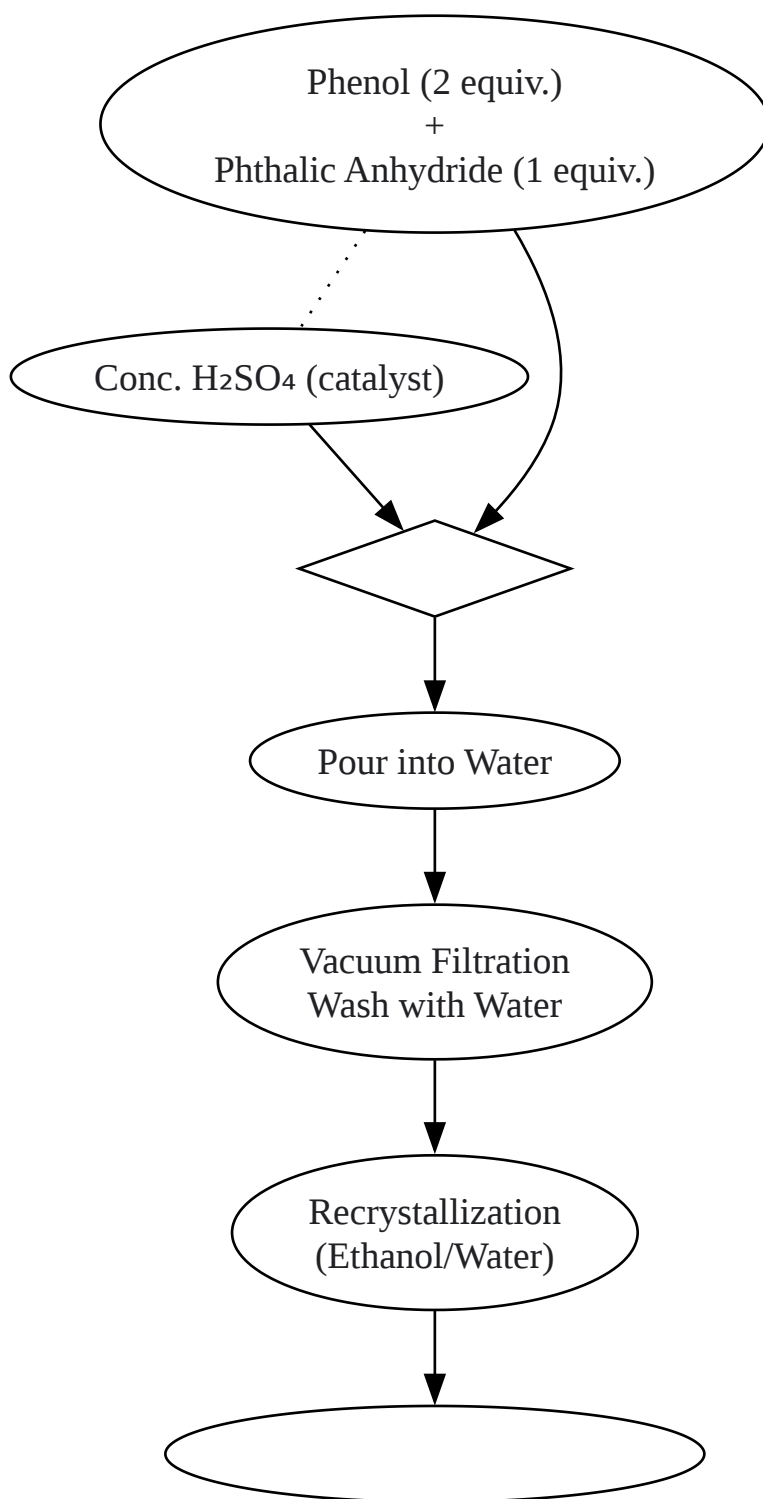 Phenol (2 equiv.)
+
Phthalic Anhydride (1 equiv.)
Conc. H₂SO₄ (catalyst)
Pour into Water
Vacuum Filtration
Wash with Water
Recrystallization
(Ethanol/Water)